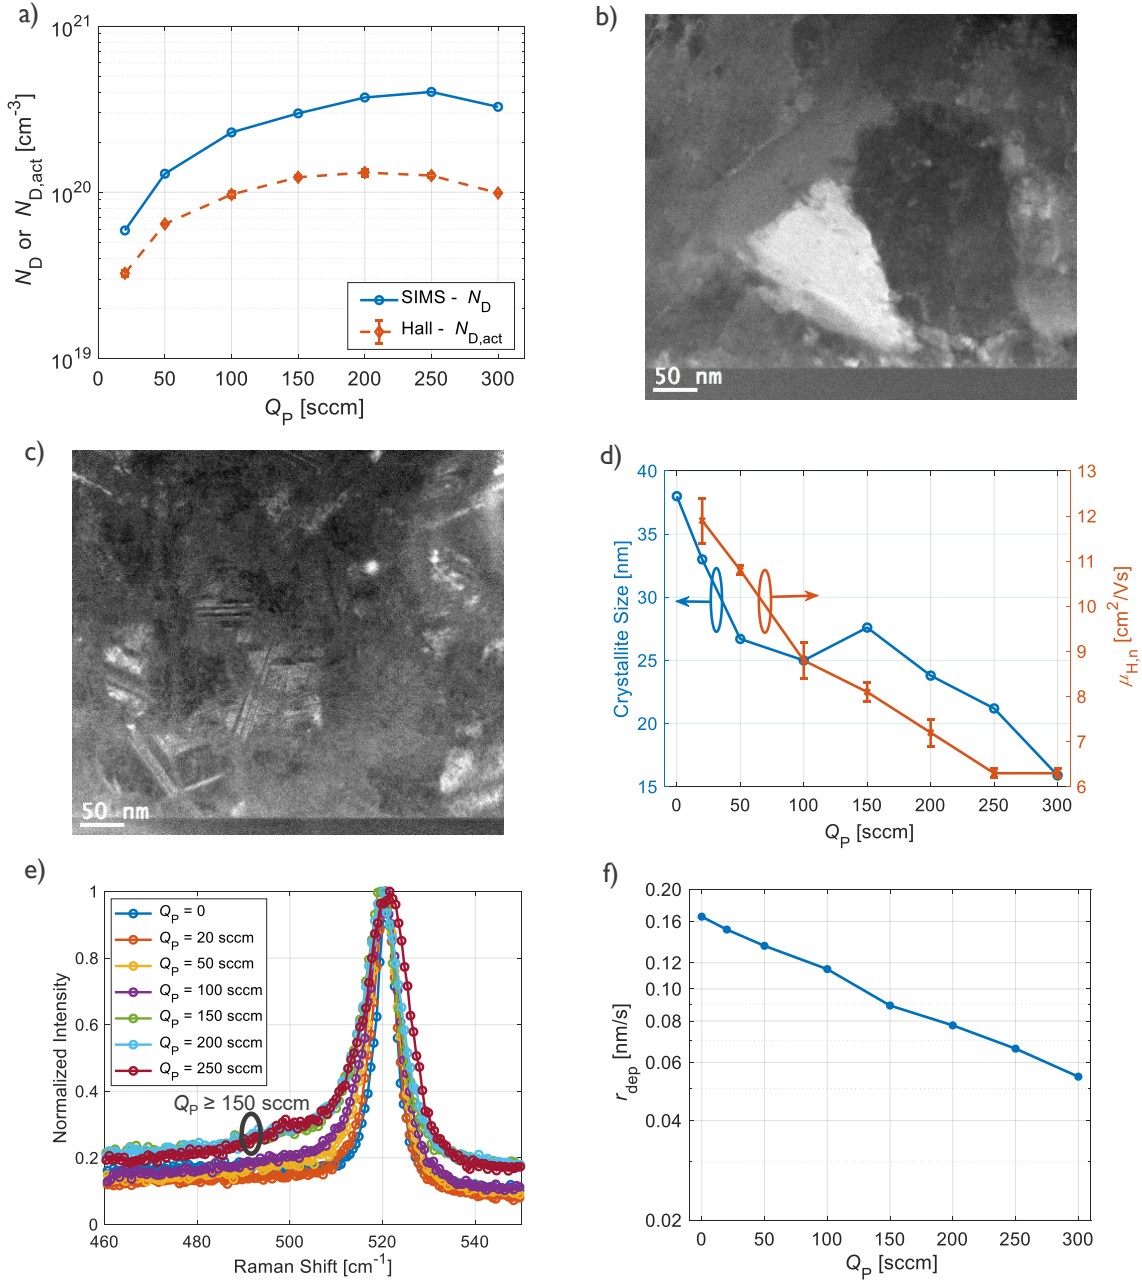 a)
10^21
10^20
10^19
N_D or N_D,act [cm^-3]
0 50 100 150 200 250 300
Q_P [sccm]
SIMS - N_D
Hall - N_D,act
b)
50 nm
c)
50 nm
d)
40
35
30
25
20
15
Crystallite Size [nm]
13
12
11
10
9
8
7
6
μ_H,n [cm^2/Vs]
0 50 100 150 200 250 300
Q_P [sccm]
e)
1
0.8
0.6
0.4
0.2
0
Normalized Intensity
Q_P = 0
Q_P = 20 sccm
Q_P = 50 sccm
Q_P = 100 sccm
Q_P = 150 sccm
Q_P = 200 sccm
Q_P = 250 sccm
Q_P ≥ 150 sccm
460 480 500 520 540
Raman Shift [cm^-1]
f)
0.20
0.16
0.12
0.10
0.08
0.06
0.04
0.02
r_dep [nm/s]
0 50 100 150 200 250 300
Q_P [sccm]